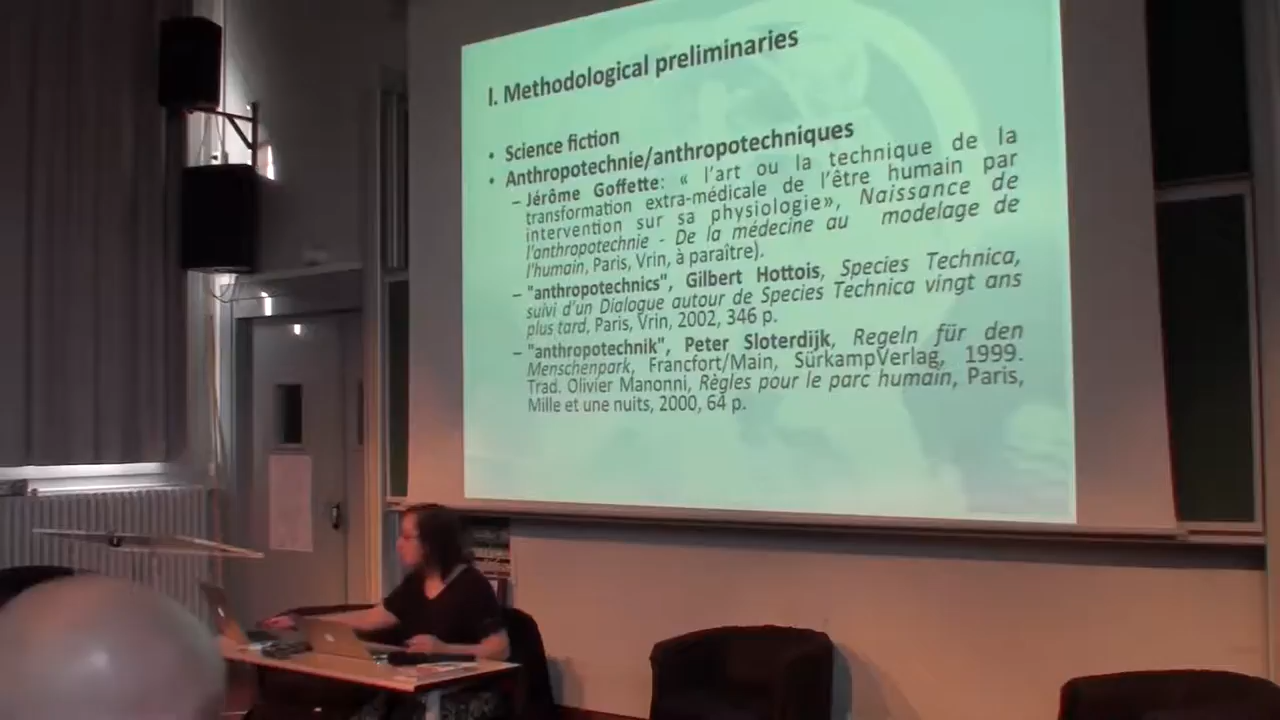 I. Methodological preliminaries
• Science fiction
• Anthropotechnie/anthropotechniques
– Jérôme Goffette: « l'art ou la technique de la
transformation extra-médicale de l'être humain par
intervention sur sa physiologie», Naissance de
l'anthropotechnie - De la médecine au modelage de
l'humain, Paris, Vrin, à paraître).
– "anthropotechnics", Gilbert Hottois, Species Technica,
suivi d'un Dialogue autour de Species Technica vingt ans
plus tard, Paris, Vrin, 2002, 346 p.
– "anthropotechnik", Peter Sloterdijk, Regeln für den
Menschenpark, Francfort/Main, SürkampVerlag, 1999.
Trad. Olivier Manonni, Règles pour le parc humain, Paris,
Mille et une nuits, 2000, 64 p.